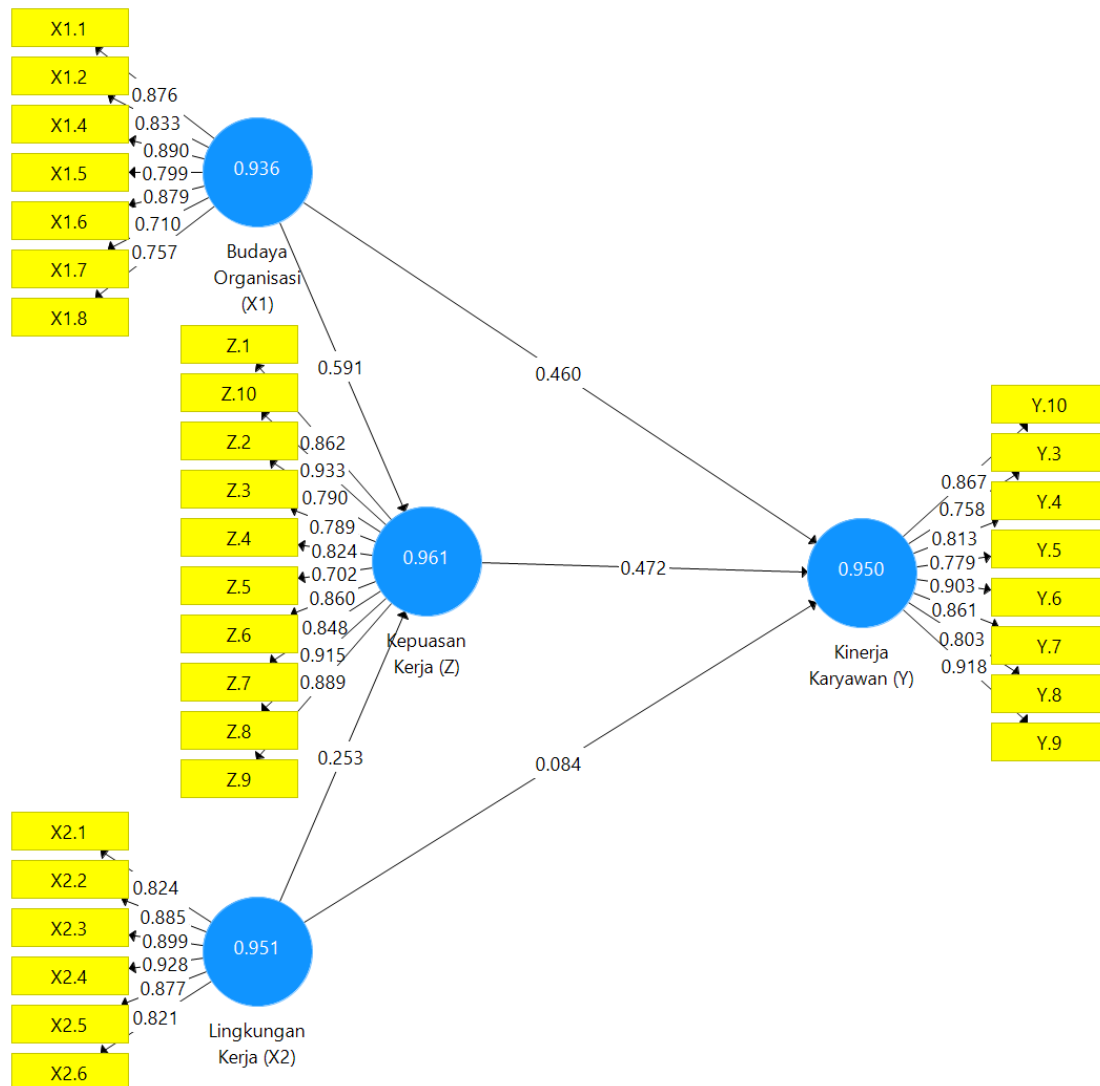 X1.1
X1.2
X1.4
X1.5
X1.6
X1.7
X1.8
0.876
0.833
0.890
0.799
0.879
0.710
0.757
0.936
Budaya
Organisasi
(X1)
0.591
0.460
Z.1
Z.10
Z.2
Z.3
Z.4
Z.5
Z.6
Z.7
Z.8
Z.9
0.862
0.933
0.790
0.789
0.824
0.702
0.860
0.848
0.915
0.889
0.961
Kepuasan
Kerja (Z)
0.472
0.253
0.084
0.950
Kinerja
Karyawan (Y)
0.867
0.758
0.813
0.779
0.903
0.861
0.803
0.918
Y.10
Y.3
Y.4
Y.5
Y.6
Y.7
Y.8
Y.9
X2.1
X2.2
X2.3
X2.4
X2.5
X2.6
0.824
0.885
0.899
0.928
0.877
0.821
0.951
Lingkungan
Kerja (X2)